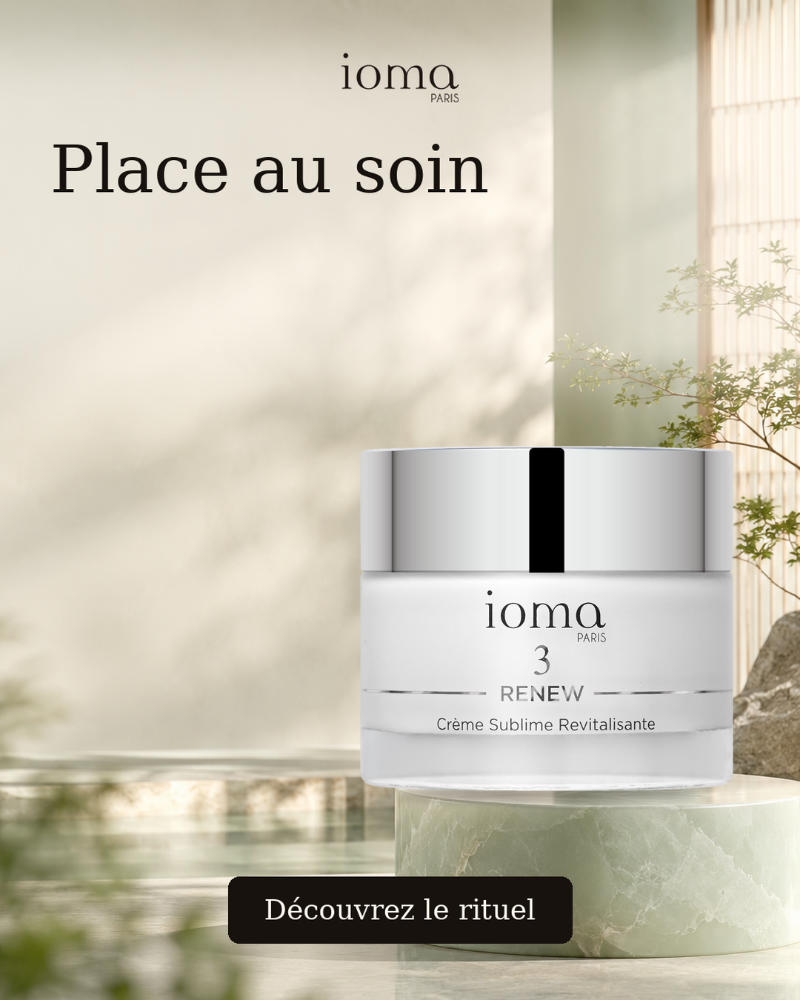 ioma
PARIS
Place au soin
ioma
PARIS
3
RENEW
Crème Sublime Revitalisante
Découvrez le rituel